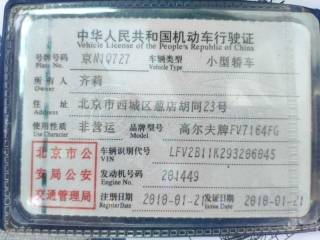 中华人民共和国机动车行驶证
Vehicle License of the People's Republic of China
号牌号码 京N1Q727 车辆类型 小型轿车
Plate No. Vehicle Type
所有人 齐莉
Owner
住址 北京市西城区葱店胡同23号
Address
使用性质 非营运 品牌型号 高尔夫牌FV7164FG
Use Character Model
北京市公安局公安交通管理局
车辆识别代号 LFV2B11K293206045
VIN
发动机号码 201449
Engine No.
注册日期 2010-01-21 发证日期 2010-01-21
Register Date Issue Date